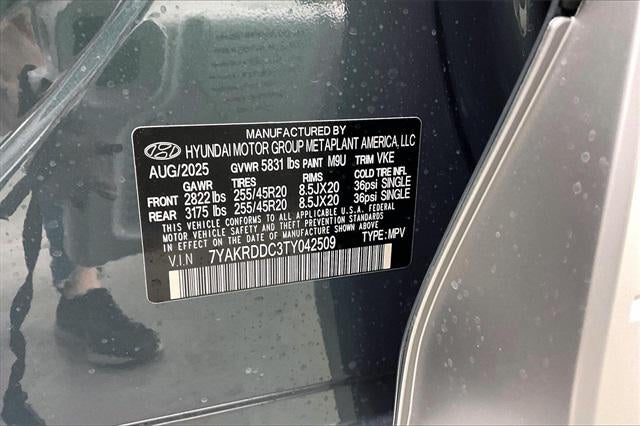 MANUFACTURED BY
HYUNDAI MOTOR GROUP METAPLANT AMERICA, LLC
AUG/2025 GVWR 5831 lbs PAINT M9U TRIM VKE
GAWR TIRES RIMS COLD TIRE INFL
FRONT 2822 lbs 255/45R20 8.5JX20 36psi SINGLE
REAR 3175 lbs 255/45R20 8.5JX20 36psi SINGLE
THIS VEHICLE CONFORMS TO ALL APPLICABLE U.S.A. FEDERAL
MOTOR VEHICLE SAFETY, BUMPER, AND THEFT PREVENTION STANDARDS
IN EFFECT ON THE DATE OF MANUFACTURE SHOWN ABOVE.
V.I.N 7YAKRDDC3TY042509 TYPE: MPV